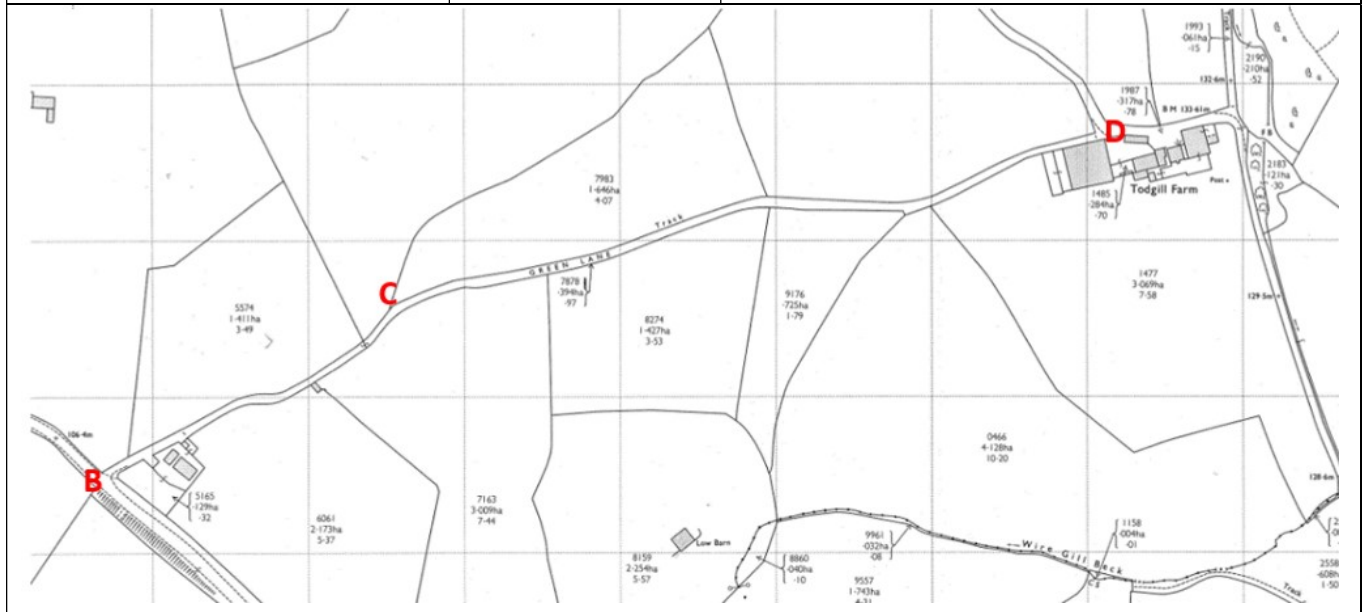 1993
·061ha
·15
Track
2190
·210ha
·52
132·6m
1987
·317ha
·78
B M 133·61m
D
F B
2183
·121ha
·30
7983
1·646ha
4·07
Todgill Farm
Post
1485
·284ha
·70
Track
GREEN LANE
7878
·394ha
·97
C
9176
·725ha
1·79
1477
3·069ha
7·58
129·5m
5574
1·411ha
3·49
8274
1·427ha
3·53
106·4m
B
0466
4·128ha
10·20
128·6m
5165
·129ha
·32
6061
2·173ha
5·37
7163
3·009ha
7·44
Low Barn
8159
2·254ha
5·57
8860
·040ha
·10
9961
·032ha
·08
Wire Gill Beck
1158
·004ha
·01
C S
9557
1·743ha
2558
·608h
1·50
Track